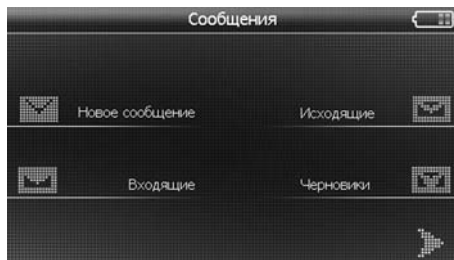 Сообщения
Новое сообщение
Исходящие
Входящие
Черновики